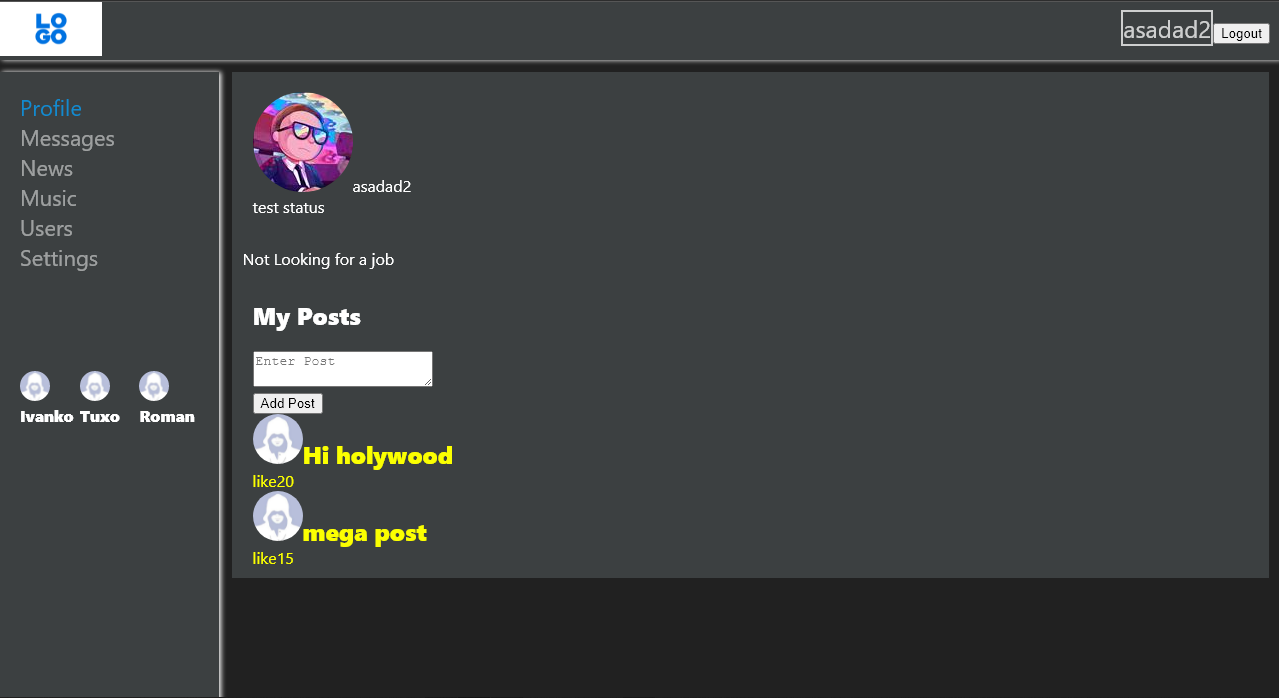 LO
GO
asadad2 Logout
Profile
Messages
News
Music
Users
Settings
Ivanko Tuxo Roman
asadad2
test status
Not Looking for a job
My Posts
Enter Post
Add Post
Hi holywood
like20
mega post
like15